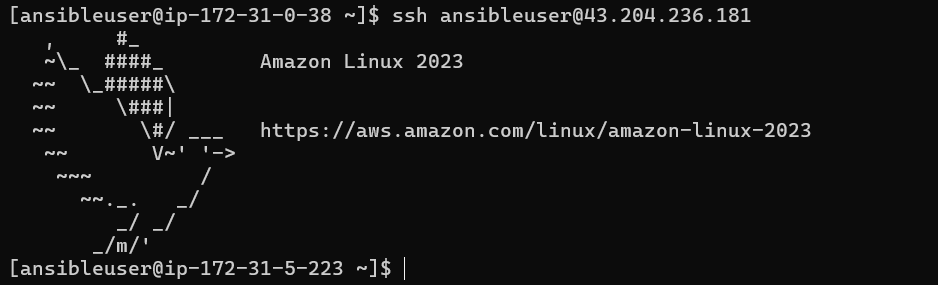 [ansibleuser@ip-172-31-0-38 ~]$ ssh ansibleuser@43.204.236.181
   ,     #_
   ~\_  ####_        Amazon Linux 2023
  ~~  \_#####\
  ~~     \###|
  ~~       \#/ ___   https://aws.amazon.com/linux/amazon-linux-2023
   ~~       V~' '->
    ~~~         /
      ~~._.   _/
         _/ _/
       _/m/'
[ansibleuser@ip-172-31-5-223 ~]$